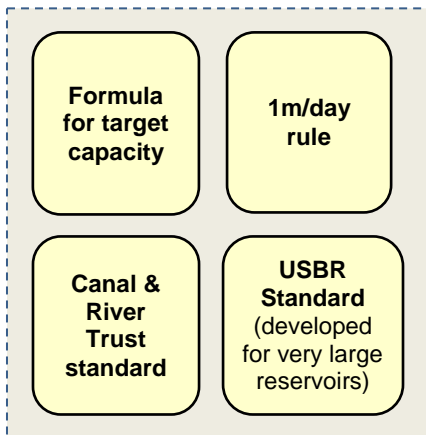 Formula
for target
capacity
1m/day
rule
Canal &
River
Trust
standard
USBR
Standard
(developed
for very large
reservoirs)